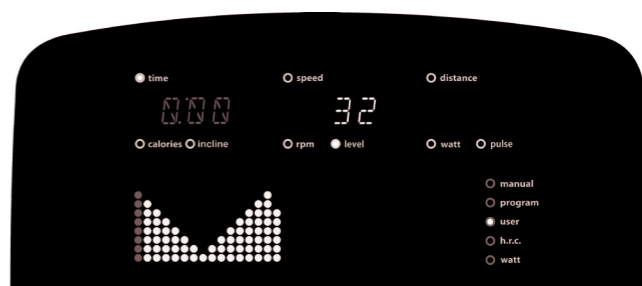 time speed distance
0:00 32
calories incline rpm level watt pulse
manual
program
user
h.r.c.
watt